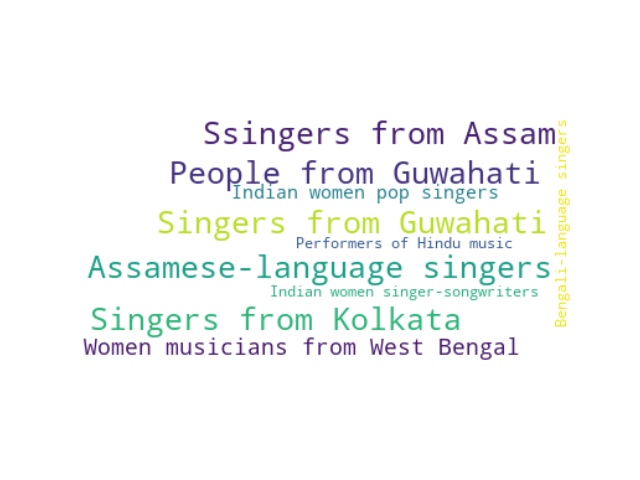 Ssingers from Assam
People from Guwahati
Indian women pop singers
Singers from Guwahati
Performers of Hindu music
Assamese-language singers
Indian women singer-songwriters
Singers from Kolkata
Women musicians from West Bengal
Bengali-language singers